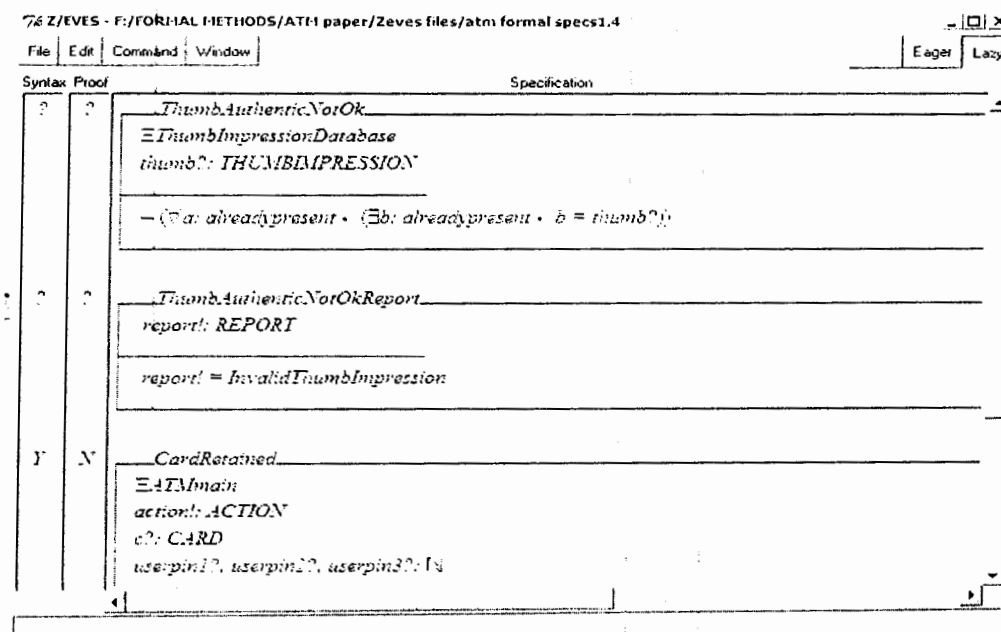 Z/EVES - F:/FORMAL METHODS/ATM paper/Zeves files/atm formal specs1.4
File Edit Command Window Eager Lazy
Syntax Proof Specification
? ? ThumbAuthenticNotOk
ΞThumbImpressionDatabase
thumb?: THUMBIMPRESSION
¬ (∀a: alreadypresent • (∃b: alreadypresent • b = thumb?))
? ? ThumbAuthenticNotOkReport
report!: REPORT
report! = InvalidThumbImpression
Y N CardRetained
ΞATMmain
action!: ACTION
c?: CARD
userpin1?, userpin2?, userpin3?: ℕ